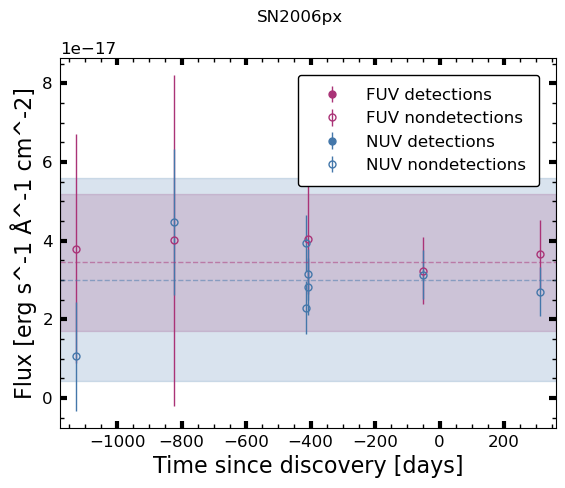 SN2006px
1e−17
FUV detections
FUV nondetections
NUV detections
NUV nondetections
8
6
4
2
0
Flux [erg s^-1 Å^-1 cm^-2]
−1000 −800 −600 −400 −200 0 200
Time since discovery [days]